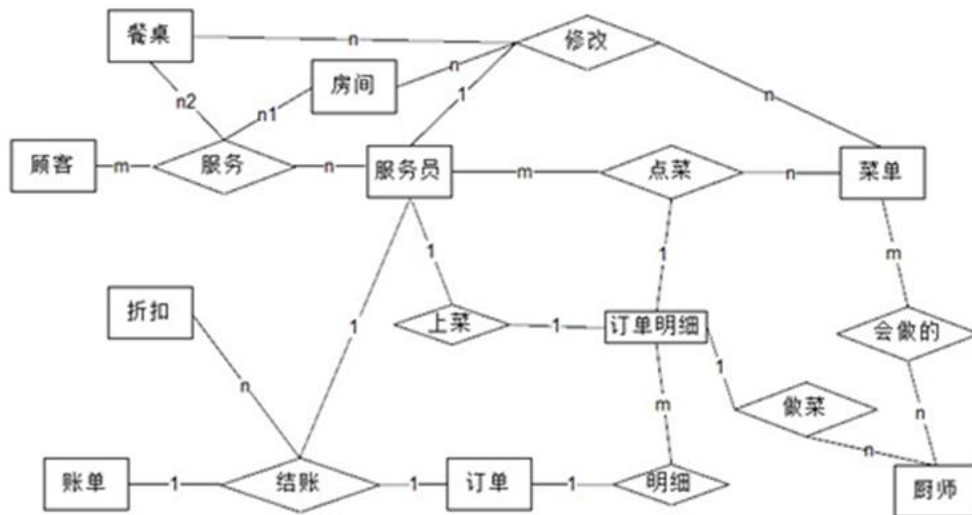 餐桌
n
修改
房间
n
n2
n1
1
n
顾客
m
服务
n
服务员
m
点菜
n
菜单
1
1
m
折扣
1
上菜
1
订单明细
会做的
n
1
m
做菜
n
n
账单
1
结账
1
订单
1
明细
厨师